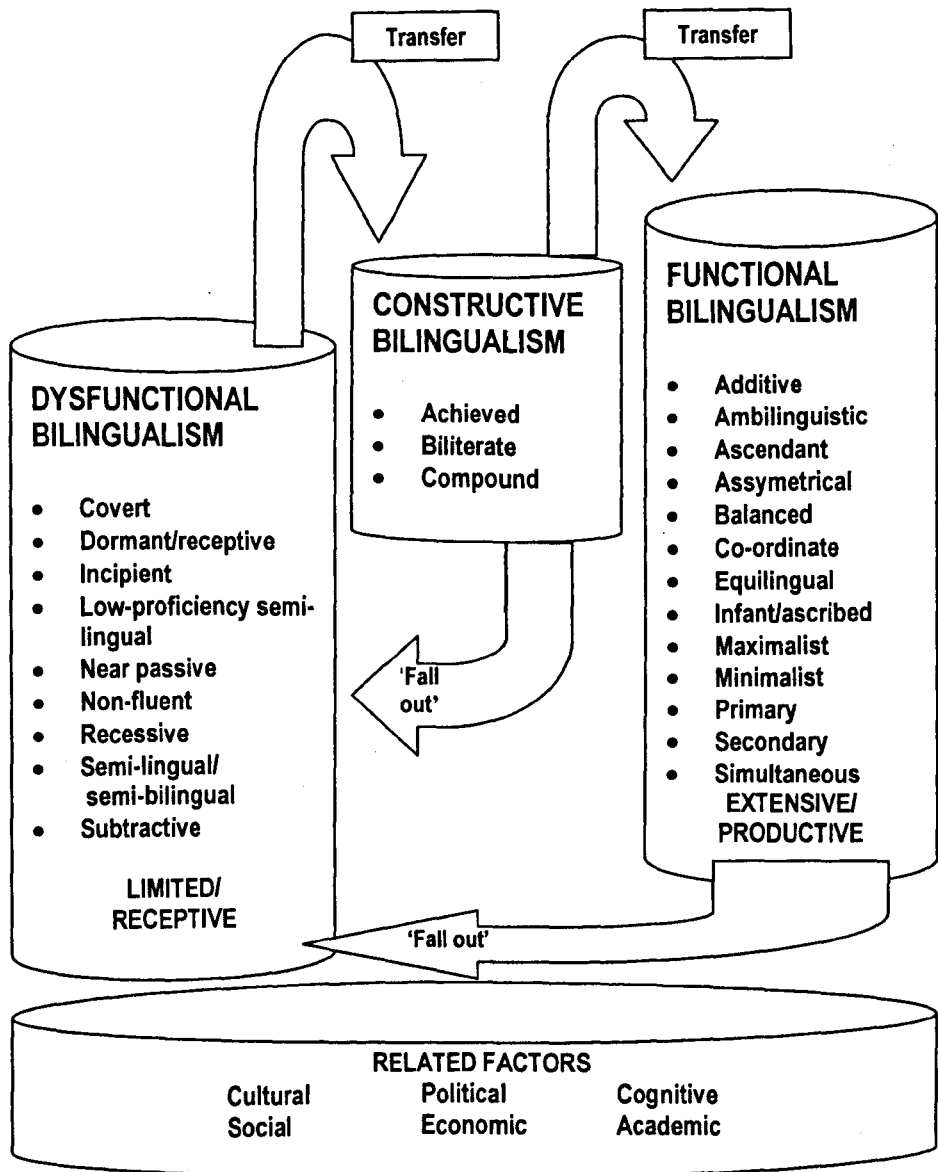 Transfer
Transfer
DYSFUNCTIONAL
BILINGUALISM
• Covert
• Dormant/receptive
• Incipient
• Low-proficiency semi-
lingual
• Near passive
• Non-fluent
• Recessive
• Semi-lingual/
semi-bilingual
• Subtractive
LIMITED/
RECEPTIVE
CONSTRUCTIVE
BILINGUALISM
• Achieved
• Biliterate
• Compound
'Fall
out'
FUNCTIONAL
BILINGUALISM
• Additive
• Ambilinguistic
• Ascendant
• Assymetrical
• Balanced
• Co-ordinate
• Equilingual
• Infant/ascribed
• Maximalist
• Minimalist
• Primary
• Secondary
• Simultaneous
EXTENSIVE/
PRODUCTIVE
'Fall out'
RELATED FACTORS
Cultural Political Cognitive
Social Economic Academic